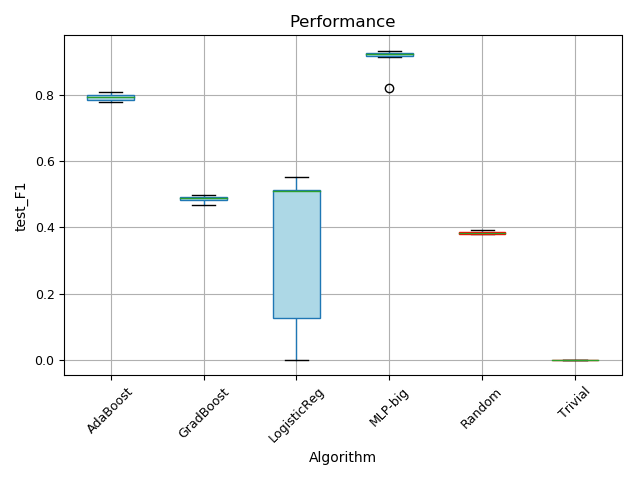 Performance
test_F1
0.8
0.6
0.4
0.2
0.0
AdaBoost
GradBoost
LogisticReg
MLP-big
Random
Trivial
Algorithm